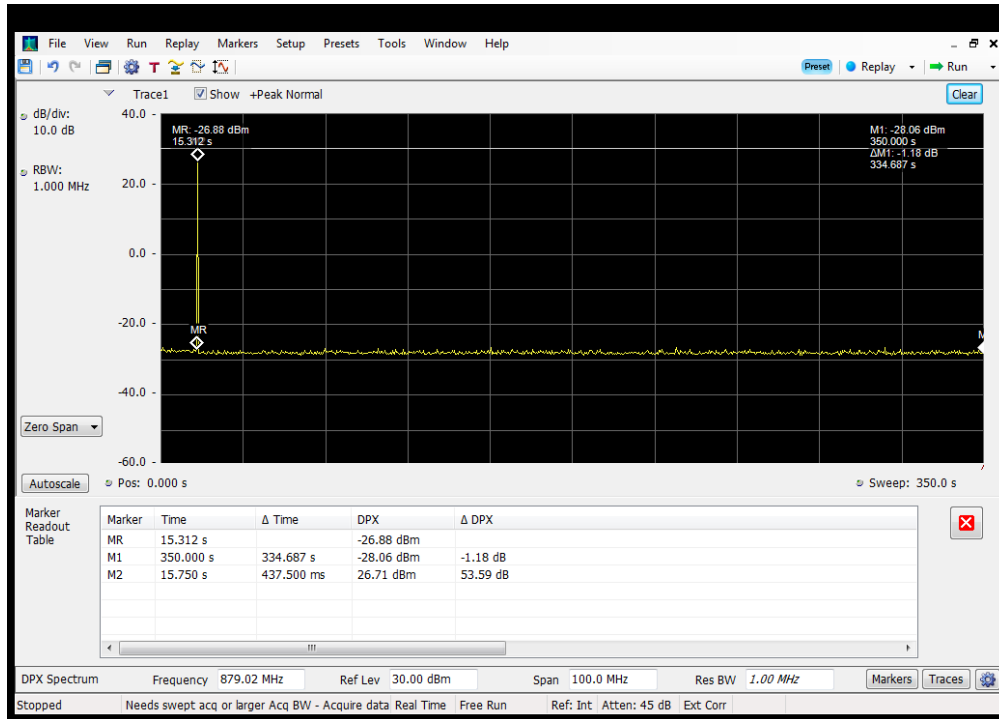 File View Run Replay Markers Setup Presets Tools Window Help
T Preset Replay Run
Trace1 Show +Peak Normal Clear
dB/div:
10.0 dB
RBW:
1.000 MHz
40.0
20.0
0.0
-20.0
-40.0
-60.0
MR: -26.88 dBm
15.312 s
M1: -28.06 dBm
350.000 s
ΔM1: -1.18 dB
334.687 s
MR
Zero Span
Autoscale Pos: 0.000 s Sweep: 350.0 s
Marker
Readout
Table
Marker Time Δ Time DPX Δ DPX
MR 15.312 s -26.88 dBm
M1 350.000 s 334.687 s -28.06 dBm -1.18 dB
M2 15.750 s 437.500 ms 26.71 dBm 53.59 dB
DPX Spectrum Frequency 879.02 MHz Ref Lev 30.00 dBm Span 100.0 MHz Res BW 1.00 MHz Markers Traces
Stopped Needs swept acq or larger Acq BW - Acquire data Real Time Free Run Ref: Int Atten: 45 dB Ext Corr